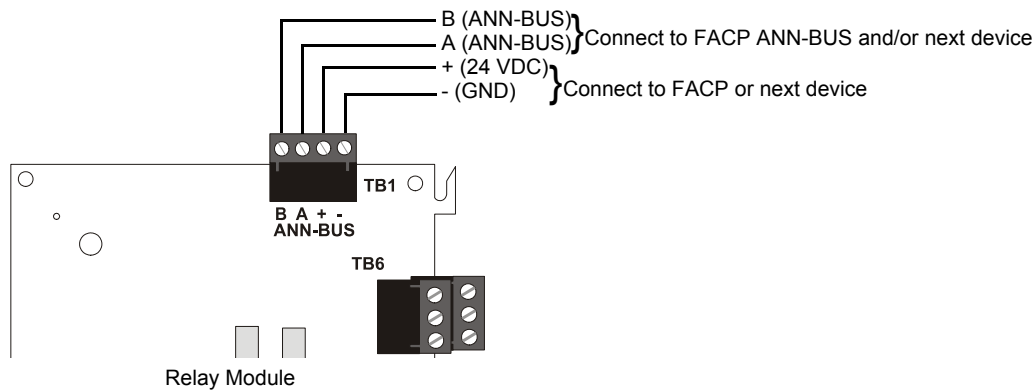 B (ANN-BUS)
A (ANN-BUS)
} Connect to FACP ANN-BUS and/or next device
+ (24 VDC)
- (GND)
} Connect to FACP or next device
TB1
B A + -
ANN-BUS
TB6
Relay Module